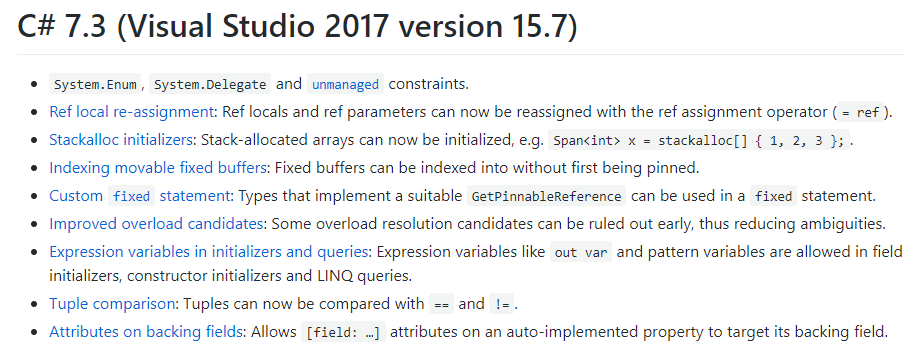 C# 7.3 (Visual Studio 2017 version 15.7)
• System.Enum, System.Delegate and unmanaged constraints.
• Ref local re-assignment: Ref locals and ref parameters can now be reassigned with the ref assignment operator ( = ref ).
• Stackalloc initializers: Stack-allocated arrays can now be initialized, e.g. Span<int> x = stackalloc[] { 1, 2, 3 }; .
• Indexing movable fixed buffers: Fixed buffers can be indexed into without first being pinned.
• Custom fixed statement: Types that implement a suitable GetPinnableReference can be used in a fixed statement.
• Improved overload candidates: Some overload resolution candidates can be ruled out early, thus reducing ambiguities.
• Expression variables in initializers and queries: Expression variables like out var and pattern variables are allowed in field
initializers, constructor initializers and LINQ queries.
• Tuple comparison: Tuples can now be compared with == and != .
• Attributes on backing fields: Allows [field: …] attributes on an auto-implemented property to target its backing field.